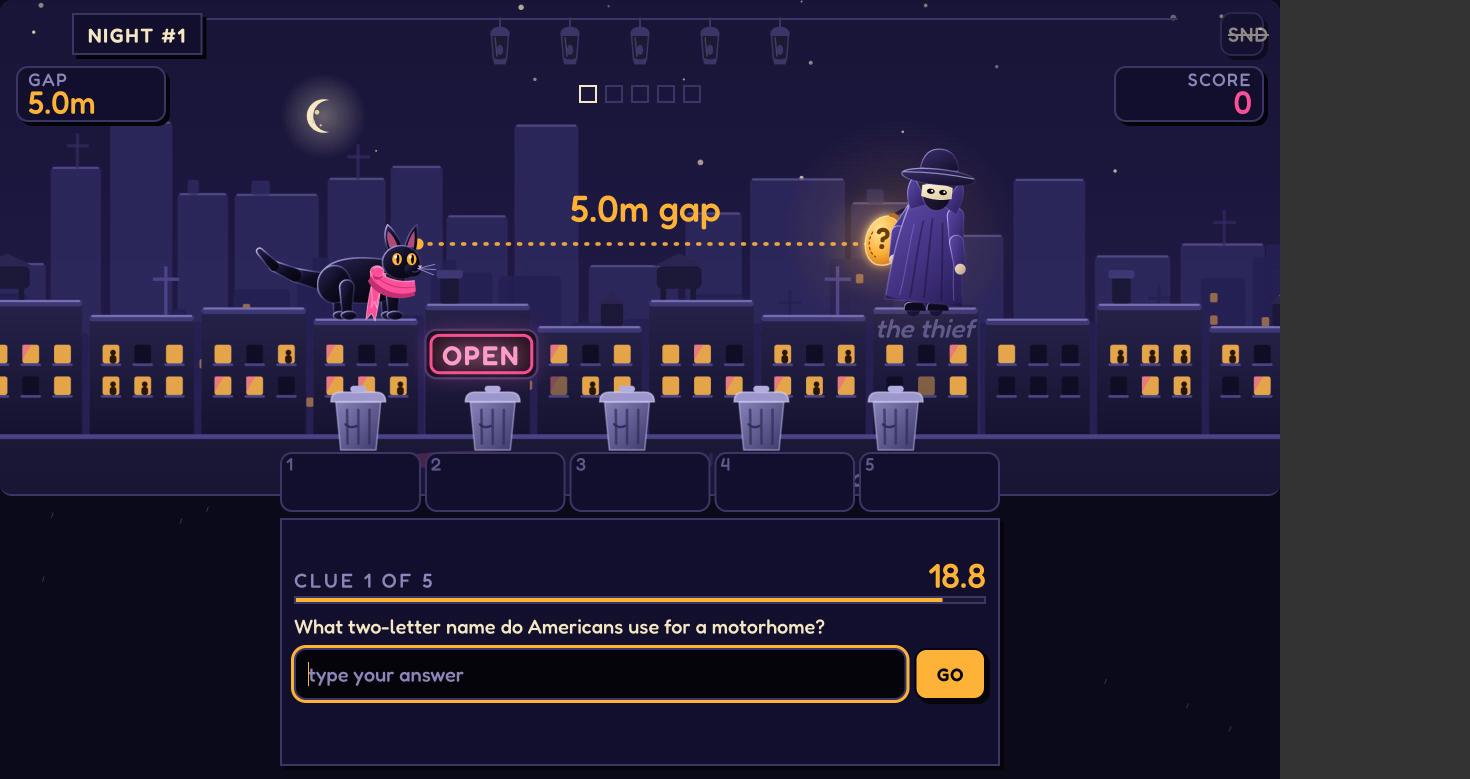 NIGHT #1
SND
GAP
5.0m
SCORE
0
5.0m gap
?
the thief
OPEN
1
2
3
4
5
CLUE 1 OF 5
18.8
What two-letter name do Americans use for a motorhome?
type your answer
GO